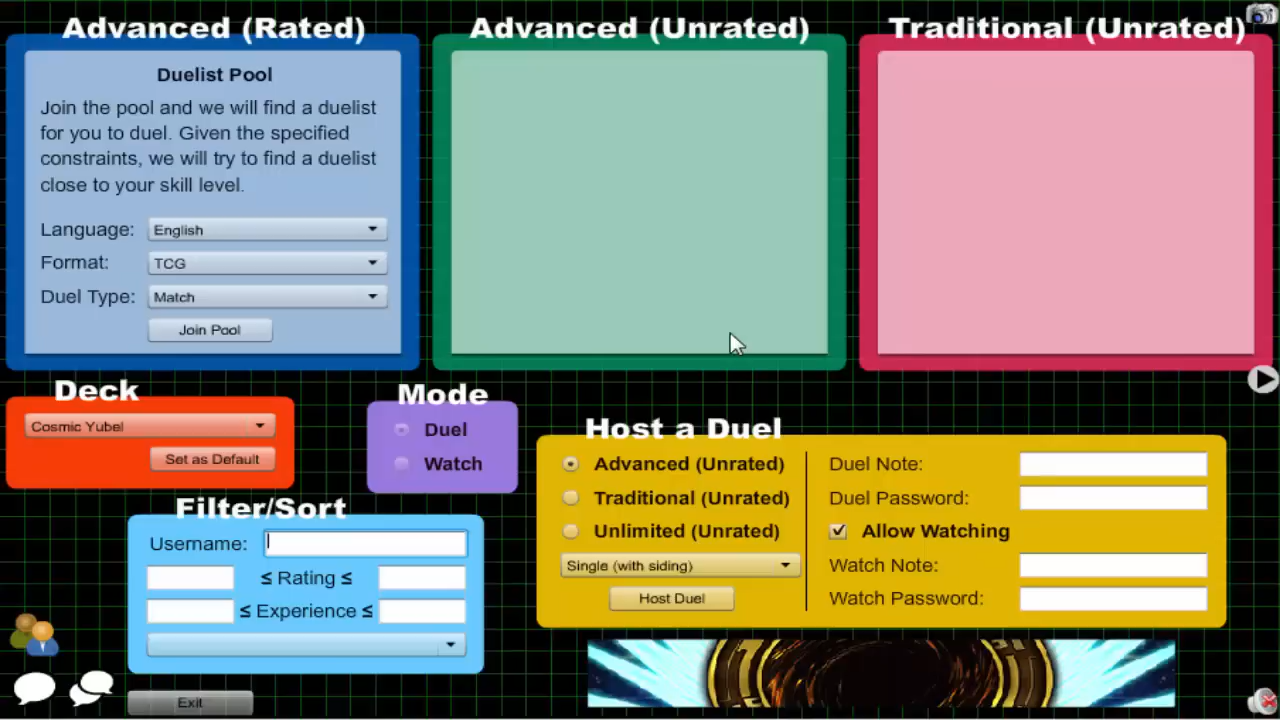 Advanced (Rated)
Duelist Pool
Join the pool and we will find a duelist
for you to duel. Given the specified
constraints, we will try to find a duelist
close to your skill level.
Language: English
Format: TCG
Duel Type: Match
Join Pool
Advanced (Unrated)
Traditional (Unrated)
Deck
Cosmic Yubel
Set as Default
Mode
Duel
Watch
Filter/Sort
Username:
≤ Rating ≤
≤ Experience ≤
Exit
Host a Duel
Advanced (Unrated)
Traditional (Unrated)
Unlimited (Unrated)
Single (with siding)
Host Duel
Duel Note:
Duel Password:
Allow Watching
Watch Note:
Watch Password: